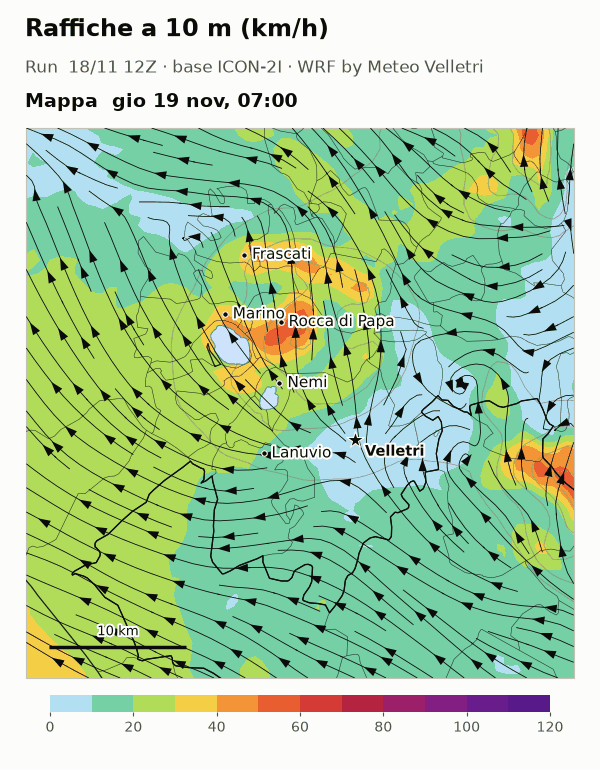 Raffiche a 10 m (km/h)
Run 18/11 12Z · base ICON-2I · WRF by Meteo Velletri
Mappa gio 19 nov, 07:00
Frascati
Marino
Rocca di Papa
Nemi
Velletri
Lanuvio
10 km
0 20 40 60 80 100 120